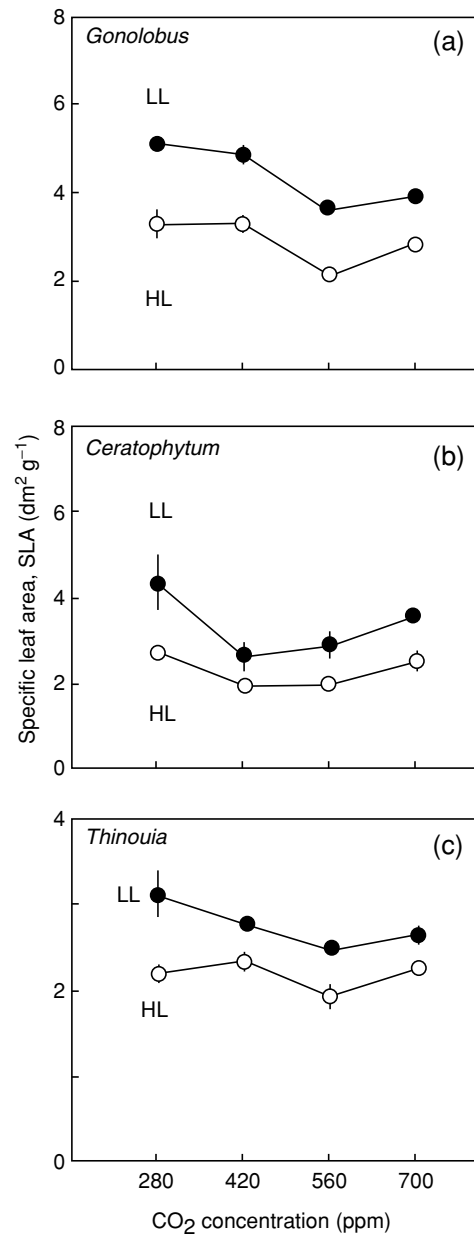 8
Gonolobus
(a)
LL
6
4
2
HL
0
8
Ceratophytum
(b)
LL
6
4
2
HL
0
Specific leaf area, SLA (dm² g⁻¹)
4
Thinouia
(c)
LL
2
HL
0
280 420 560 700
CO₂ concentration (ppm)